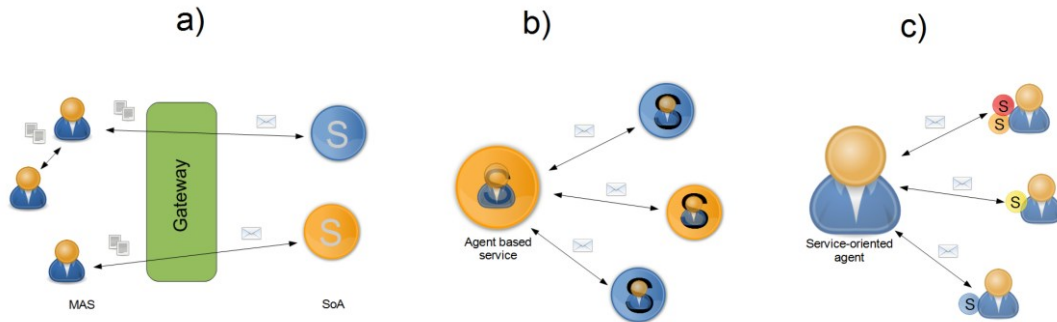 a)
Gateway
S
S
MAS
SoA
b)
S
S
S
S
Agent based
service
c)
S
S
S
S
Service-oriented
agent